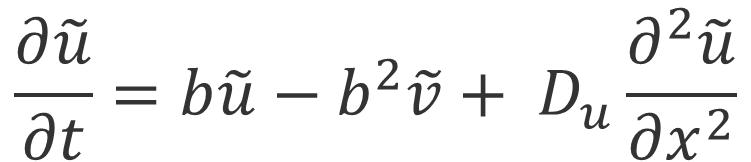 ∂ũ/∂t = bũ − b²ṽ + D_u ∂²ũ/∂x²